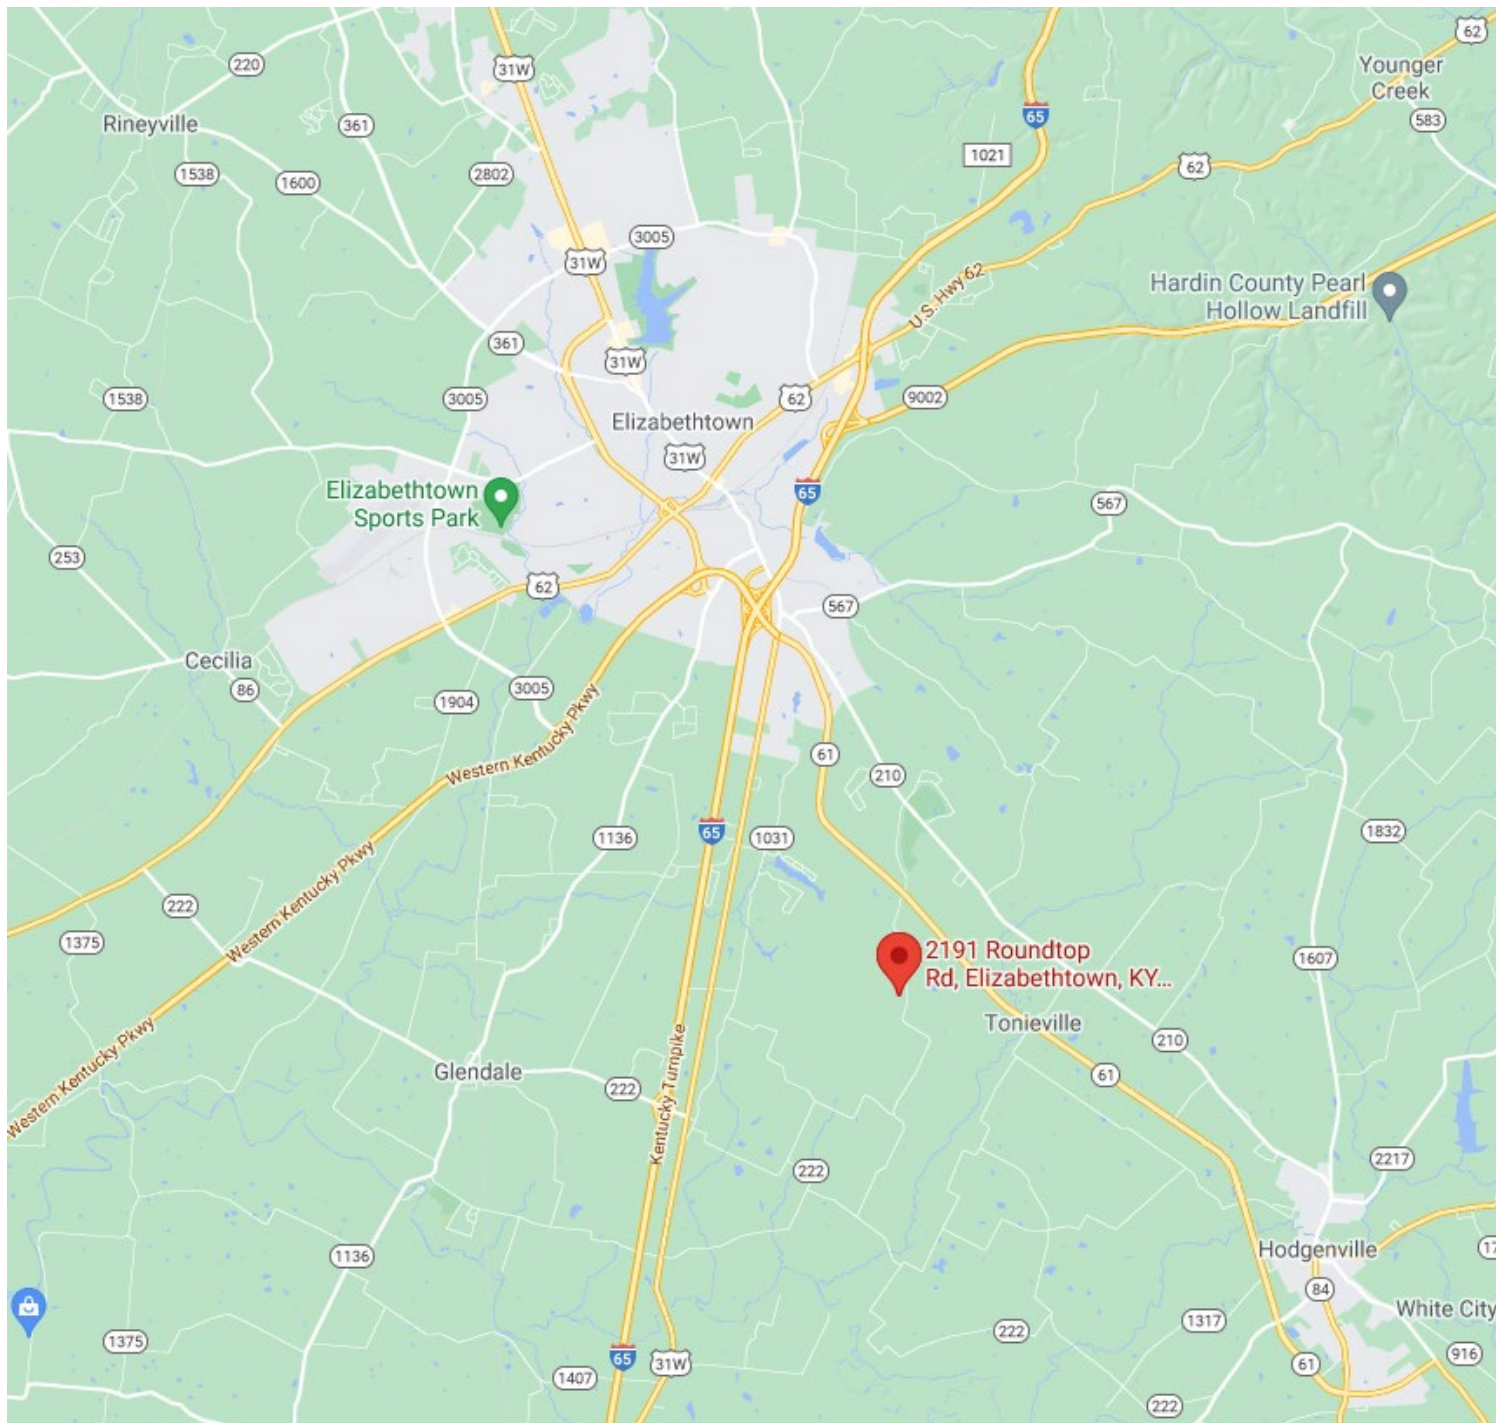 62
31W
Younger
Creek
220
65
583
Rineyville
361
1021
62
1538
1600
2802
3005
31W
U.S. Hwy 62
Hardin County Pearl
Hollow Landfill
361
31W
1538
3005
62
9002
Elizabethtown
31W
Elizabethtown
Sports Park
65
567
253
62
567
Cecilia
86
1904
3005
Western Kentucky Pkwy
61
210
65
1031
1136
1832
Western Kentucky Pkwy
222
1375
2191 Roundtop
Rd, Elizabethtown, KY...
1607
Tonieville
210
Western Kentucky Pkwy
Kentucky Turnpike
Glendale
222
61
222
2217
1136
Hodgenville
17
84
White City
1375
222
1317
65
31W
1407
61
916
222